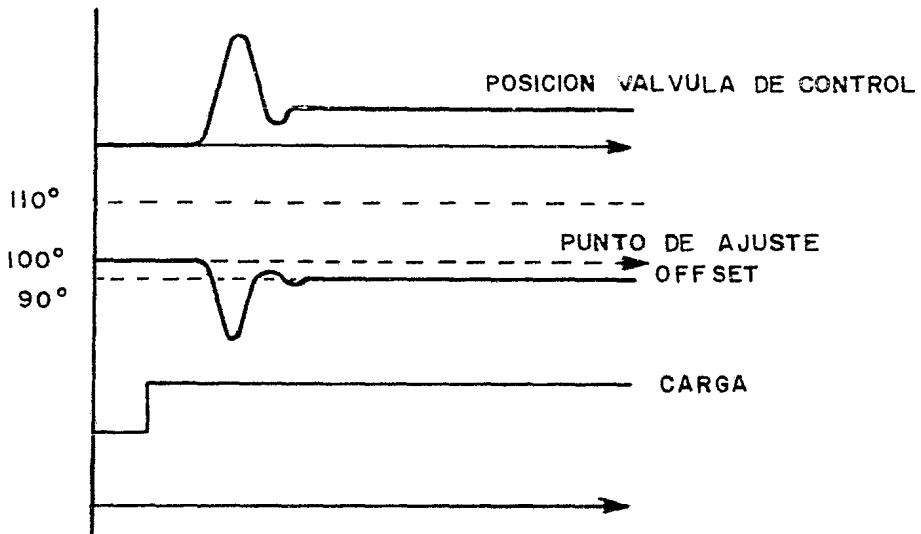 POSICION VALVULA DE CONTROL
110°
PUNTO DE AJUSTE
100°
OFFSET
90°
CARGA